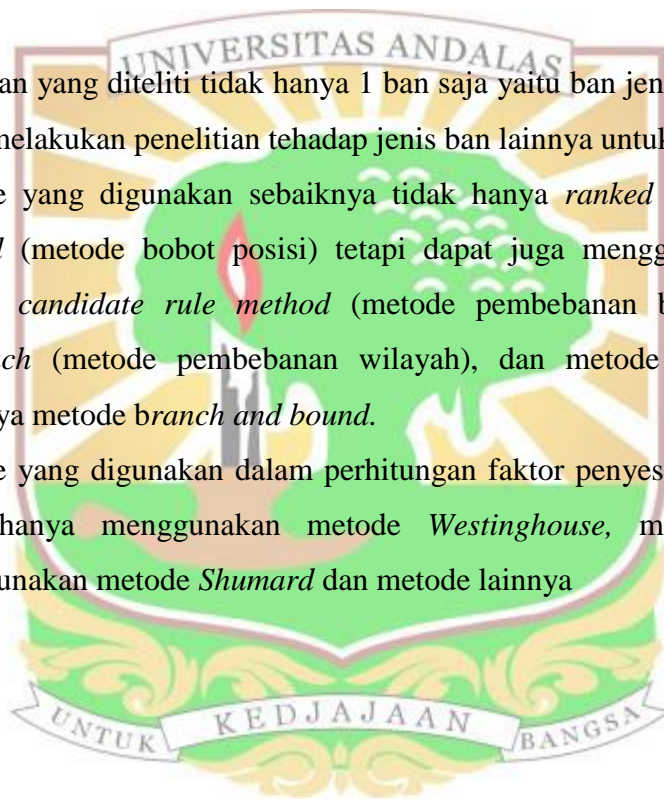 UNIVERSITAS ANDALAS
an yang diteliti tidak hanya 1 ban saja yaitu ban jen
melakukan penelitian tehadap jenis ban lainnya untuk
e yang digunakan sebaiknya tidak hanya ranked
(metode bobot posisi) tetapi dapat juga mengg
candidate rule method (metode pembebanan b
ch (metode pembebanan wilayah), dan metode
ya metode branch and bound.
e yang digunakan dalam perhitungan faktor penyes
hanya menggunakan metode Westinghouse, m
unakan metode Shumard dan metode lainnya
UNTUK KEDJAJAAN BANGSA